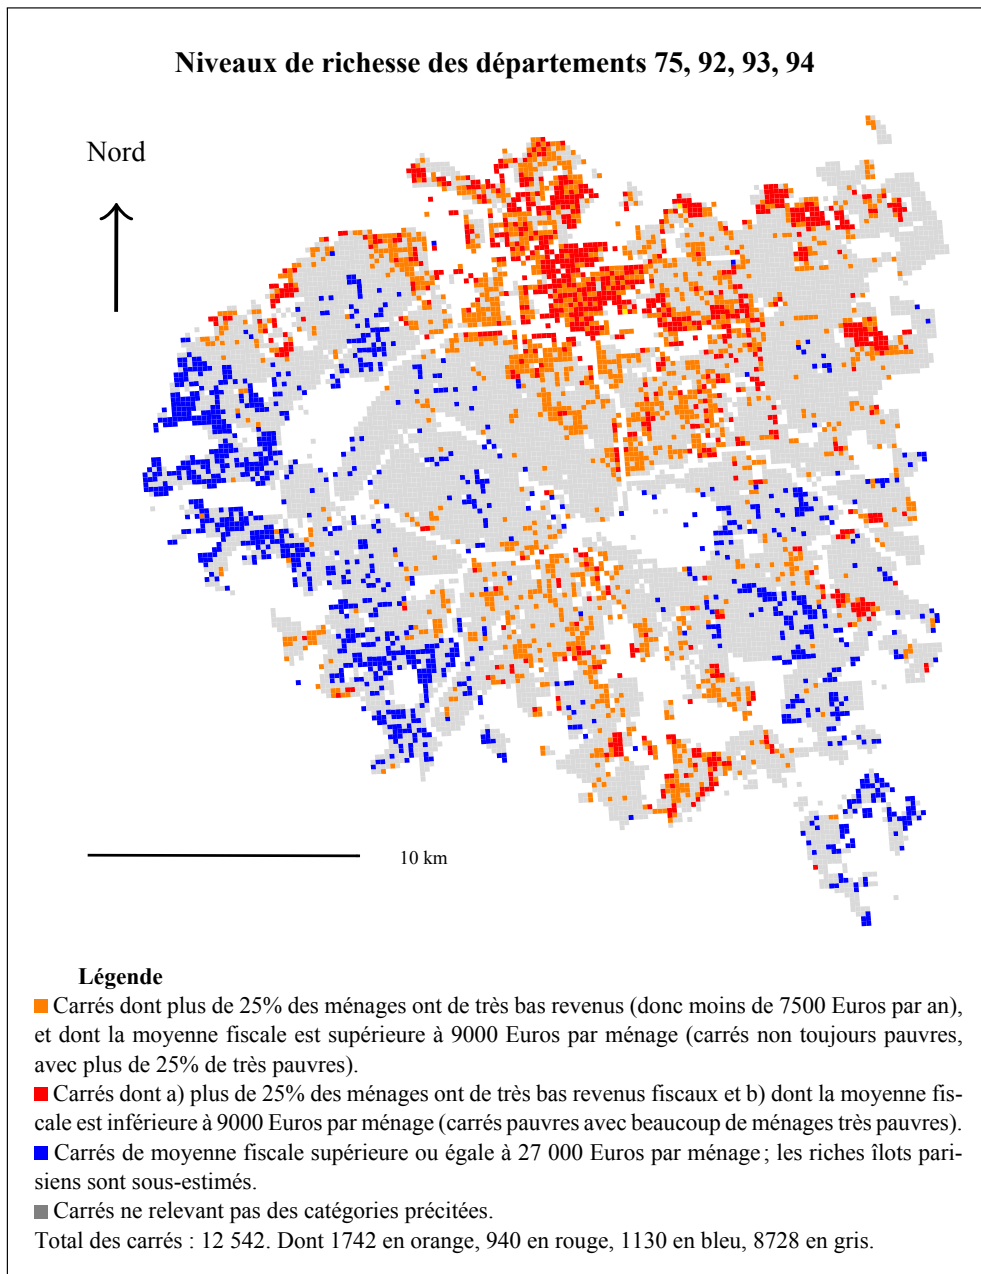 Niveaux de richesse des départements 75, 92, 93, 94
Nord
10 km
Légende
Carrés dont plus de 25% des ménages ont de très bas revenus (donc moins de 7500 Euros par an),
et dont la moyenne fiscale est supérieure à 9000 Euros par ménage (carrés non toujours pauvres,
avec plus de 25% de très pauvres).
Carrés dont a) plus de 25% des ménages ont de très bas revenus fiscaux et b) dont la moyenne fis-
cale est inférieure à 9000 Euros par ménage (carrés pauvres avec beaucoup de ménages très pauvres).
Carrés de moyenne fiscale supérieure ou égale à 27 000 Euros par ménage ; les riches îlots pari-
siens sont sous-estimés.
Carrés ne relevant pas des catégories précitées.
Total des carrés : 12 542. Dont 1742 en orange, 940 en rouge, 1130 en bleu, 8728 en gris.